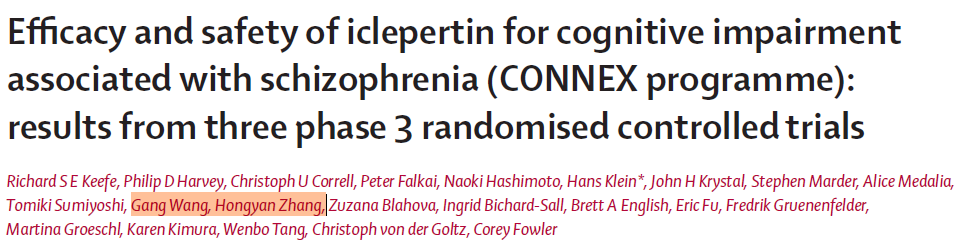 Efficacy and safety of iclepertin for cognitive impairment
associated with schizophrenia (CONNEX programme):
results from three phase 3 randomised controlled trials
Richard S E Keefe, Philip D Harvey, Christoph U Correll, Peter Falkai, Naoki Hashimoto, Hans Klein*, John H Krystal, Stephen Marder, Alice Medalia,
Tomiki Sumiyoshi, Gang Wang, Hongyan Zhang, Zuzana Blahova, Ingrid Bichard-Sall, Brett A English, Eric Fu, Fredrik Gruenenfelder,
Martina Groeschl, Karen Kimura, Wenbo Tang, Christoph von der Goltz, Corey Fowler